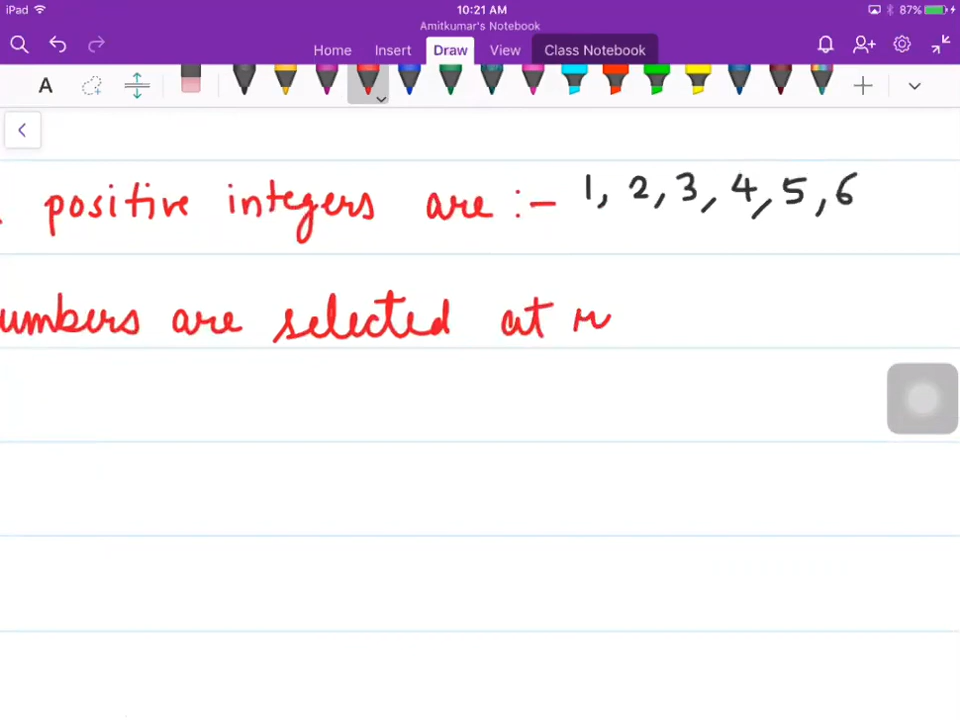 iPad 10:21 AM 87%
Amitkumar's Notebook
Home Insert Draw View Class Notebook
A
positive integers are :- 1, 2, 3, 4, 5, 6
umbers are selected at r